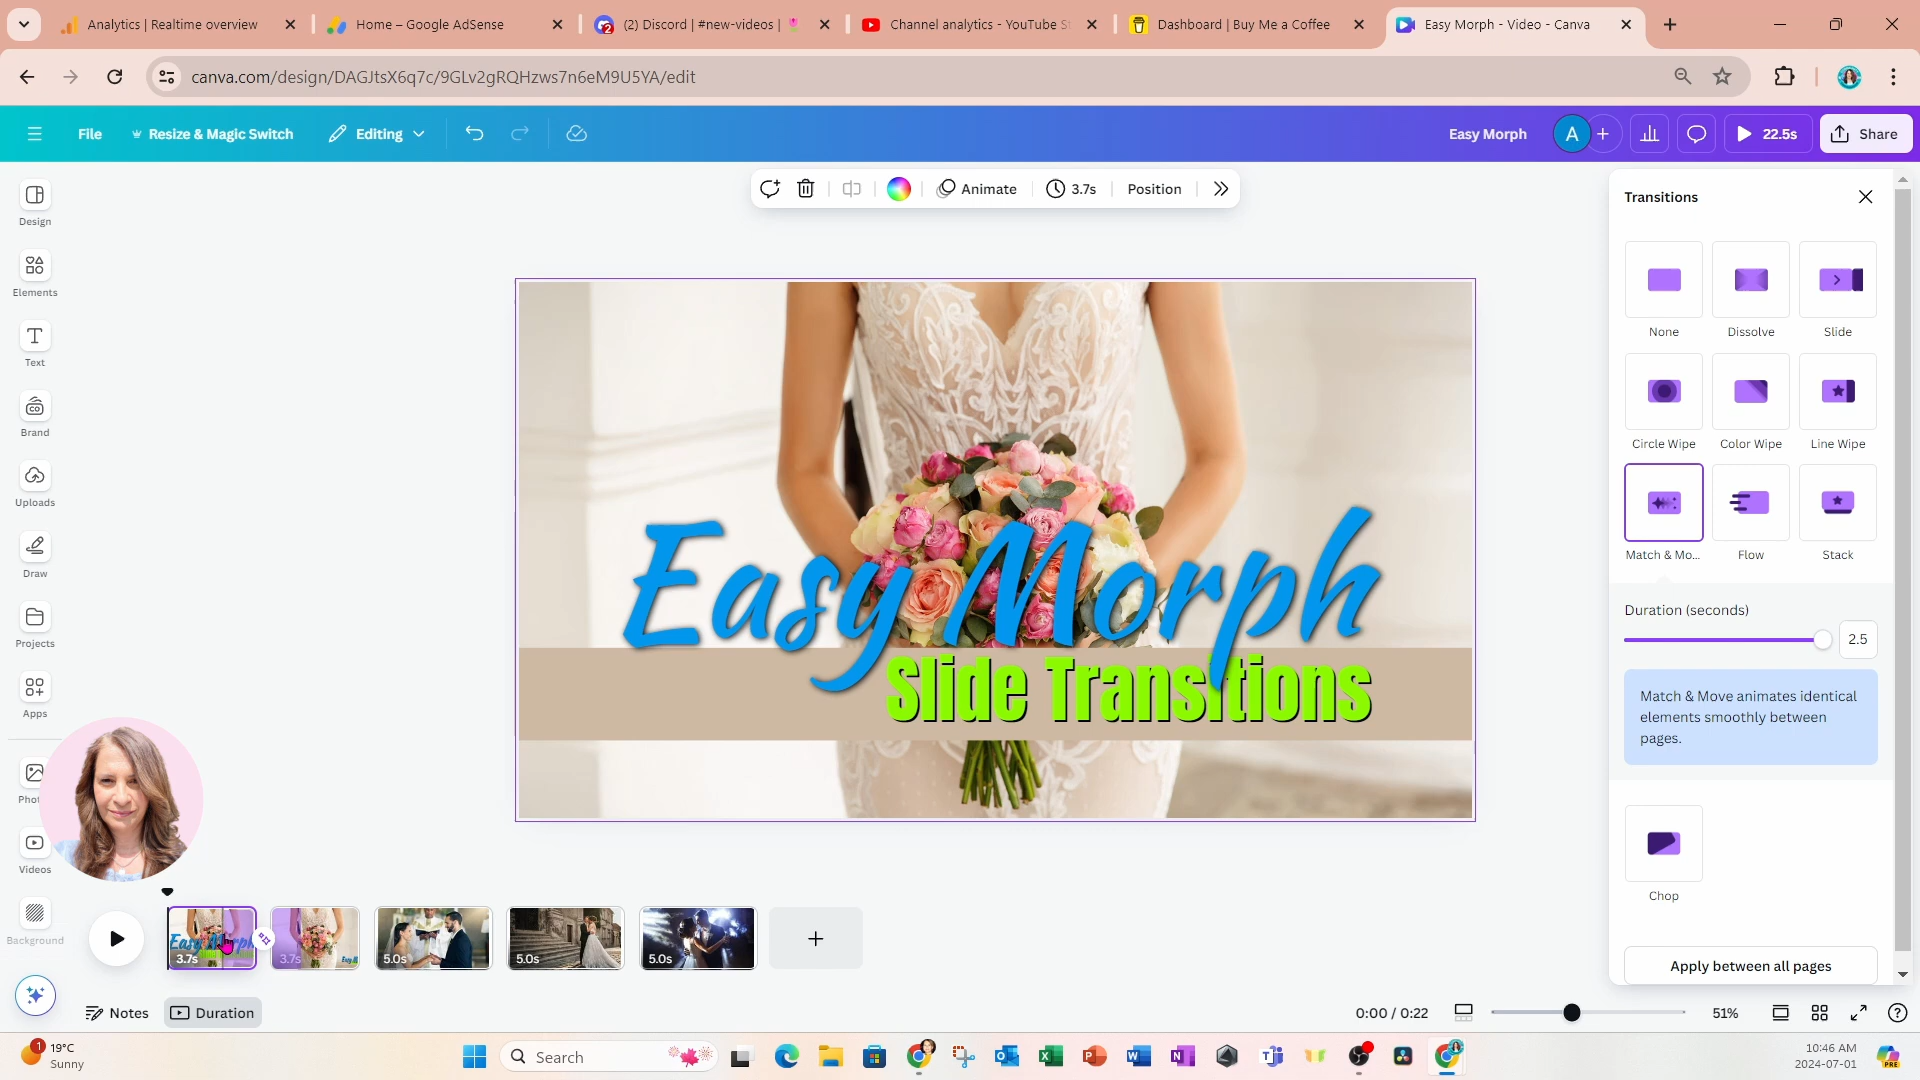 Analytics | Realtime overview
Home – Google AdSense
(2) Discord | #new-videos |
Channel analytics - YouTube St
Dashboard | Buy Me a Coffee
Easy Morph - Video - Canva
canva.com/design/DAGJtsX6q7c/9GLv2gRQHzws7n6eM9U5YA/edit
File
Resize & Magic Switch
Editing
Easy Morph
A
22.5s
Share
Animate
3.7s
Position
Transitions
Design
Elements
Text
Brand
Uploads
Draw
Projects
Apps
Photo
Videos
Background
None
Dissolve
Slide
Circle Wipe
Color Wipe
Line Wipe
Match & Mo...
Flow
Stack
Easy Morph
Slide Transitions
Duration (seconds)
2.5
Match & Move animates identical
elements smoothly between
pages.
Chop
Apply between all pages
Easy Morph
3.7s
3.7s
5.0s
5.0s
5.0s
Notes
Duration
0:00 / 0:22
51%
1
19°C
Sunny
Search
10:46 AM
2024-07-01